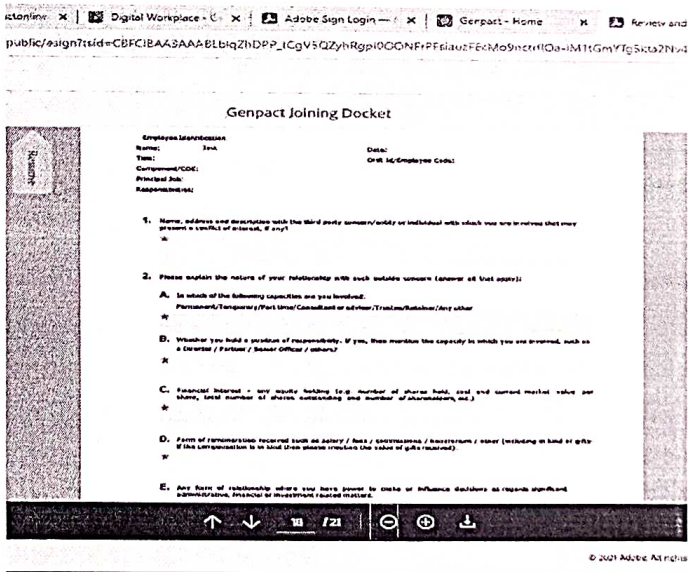 Digital Workplace - G × Adobe Sign Login — × Genpact - Home × Review and
Genpact Joining Docket
Resume
Employee Identification
Name: Date:
Title: OHR Id/Employee Code:
Component/COE:
Principal Job:
Responsibilities:
1. Name, address and description with the third party concern/entity or individual with which you are involved that may
present a conflict of interest, if any?
*
2. Please explain the nature of your relationship with such outside concern (answer all that apply):
A. In which of the following capacities are you involved.
Permanent/Temporary/Part time/Consultant or advisor/Trustee/Retainer/Any other
*
B. Whether you hold a position of responsibility. If yes, then mention the capacity in which you are involved, such as
a Director / Partner / Senior Officer / others?
*
C. Financial interest - any equity holding (e.g. number of shares held, cost and current market value per
share, total number of shares outstanding and number of shareholders, etc.)
*
D. Form of remuneration received such as salary / fees / commissions / honorarium / other (including in kind or gifts
if the compensation is in kind then please mention the value of gifts received).
*
E. Any form of relationship where you have power to make or influence decisions as regards significant
administrative, financial or investment related matters.
18 /21
© 2021 Adobe. All rights